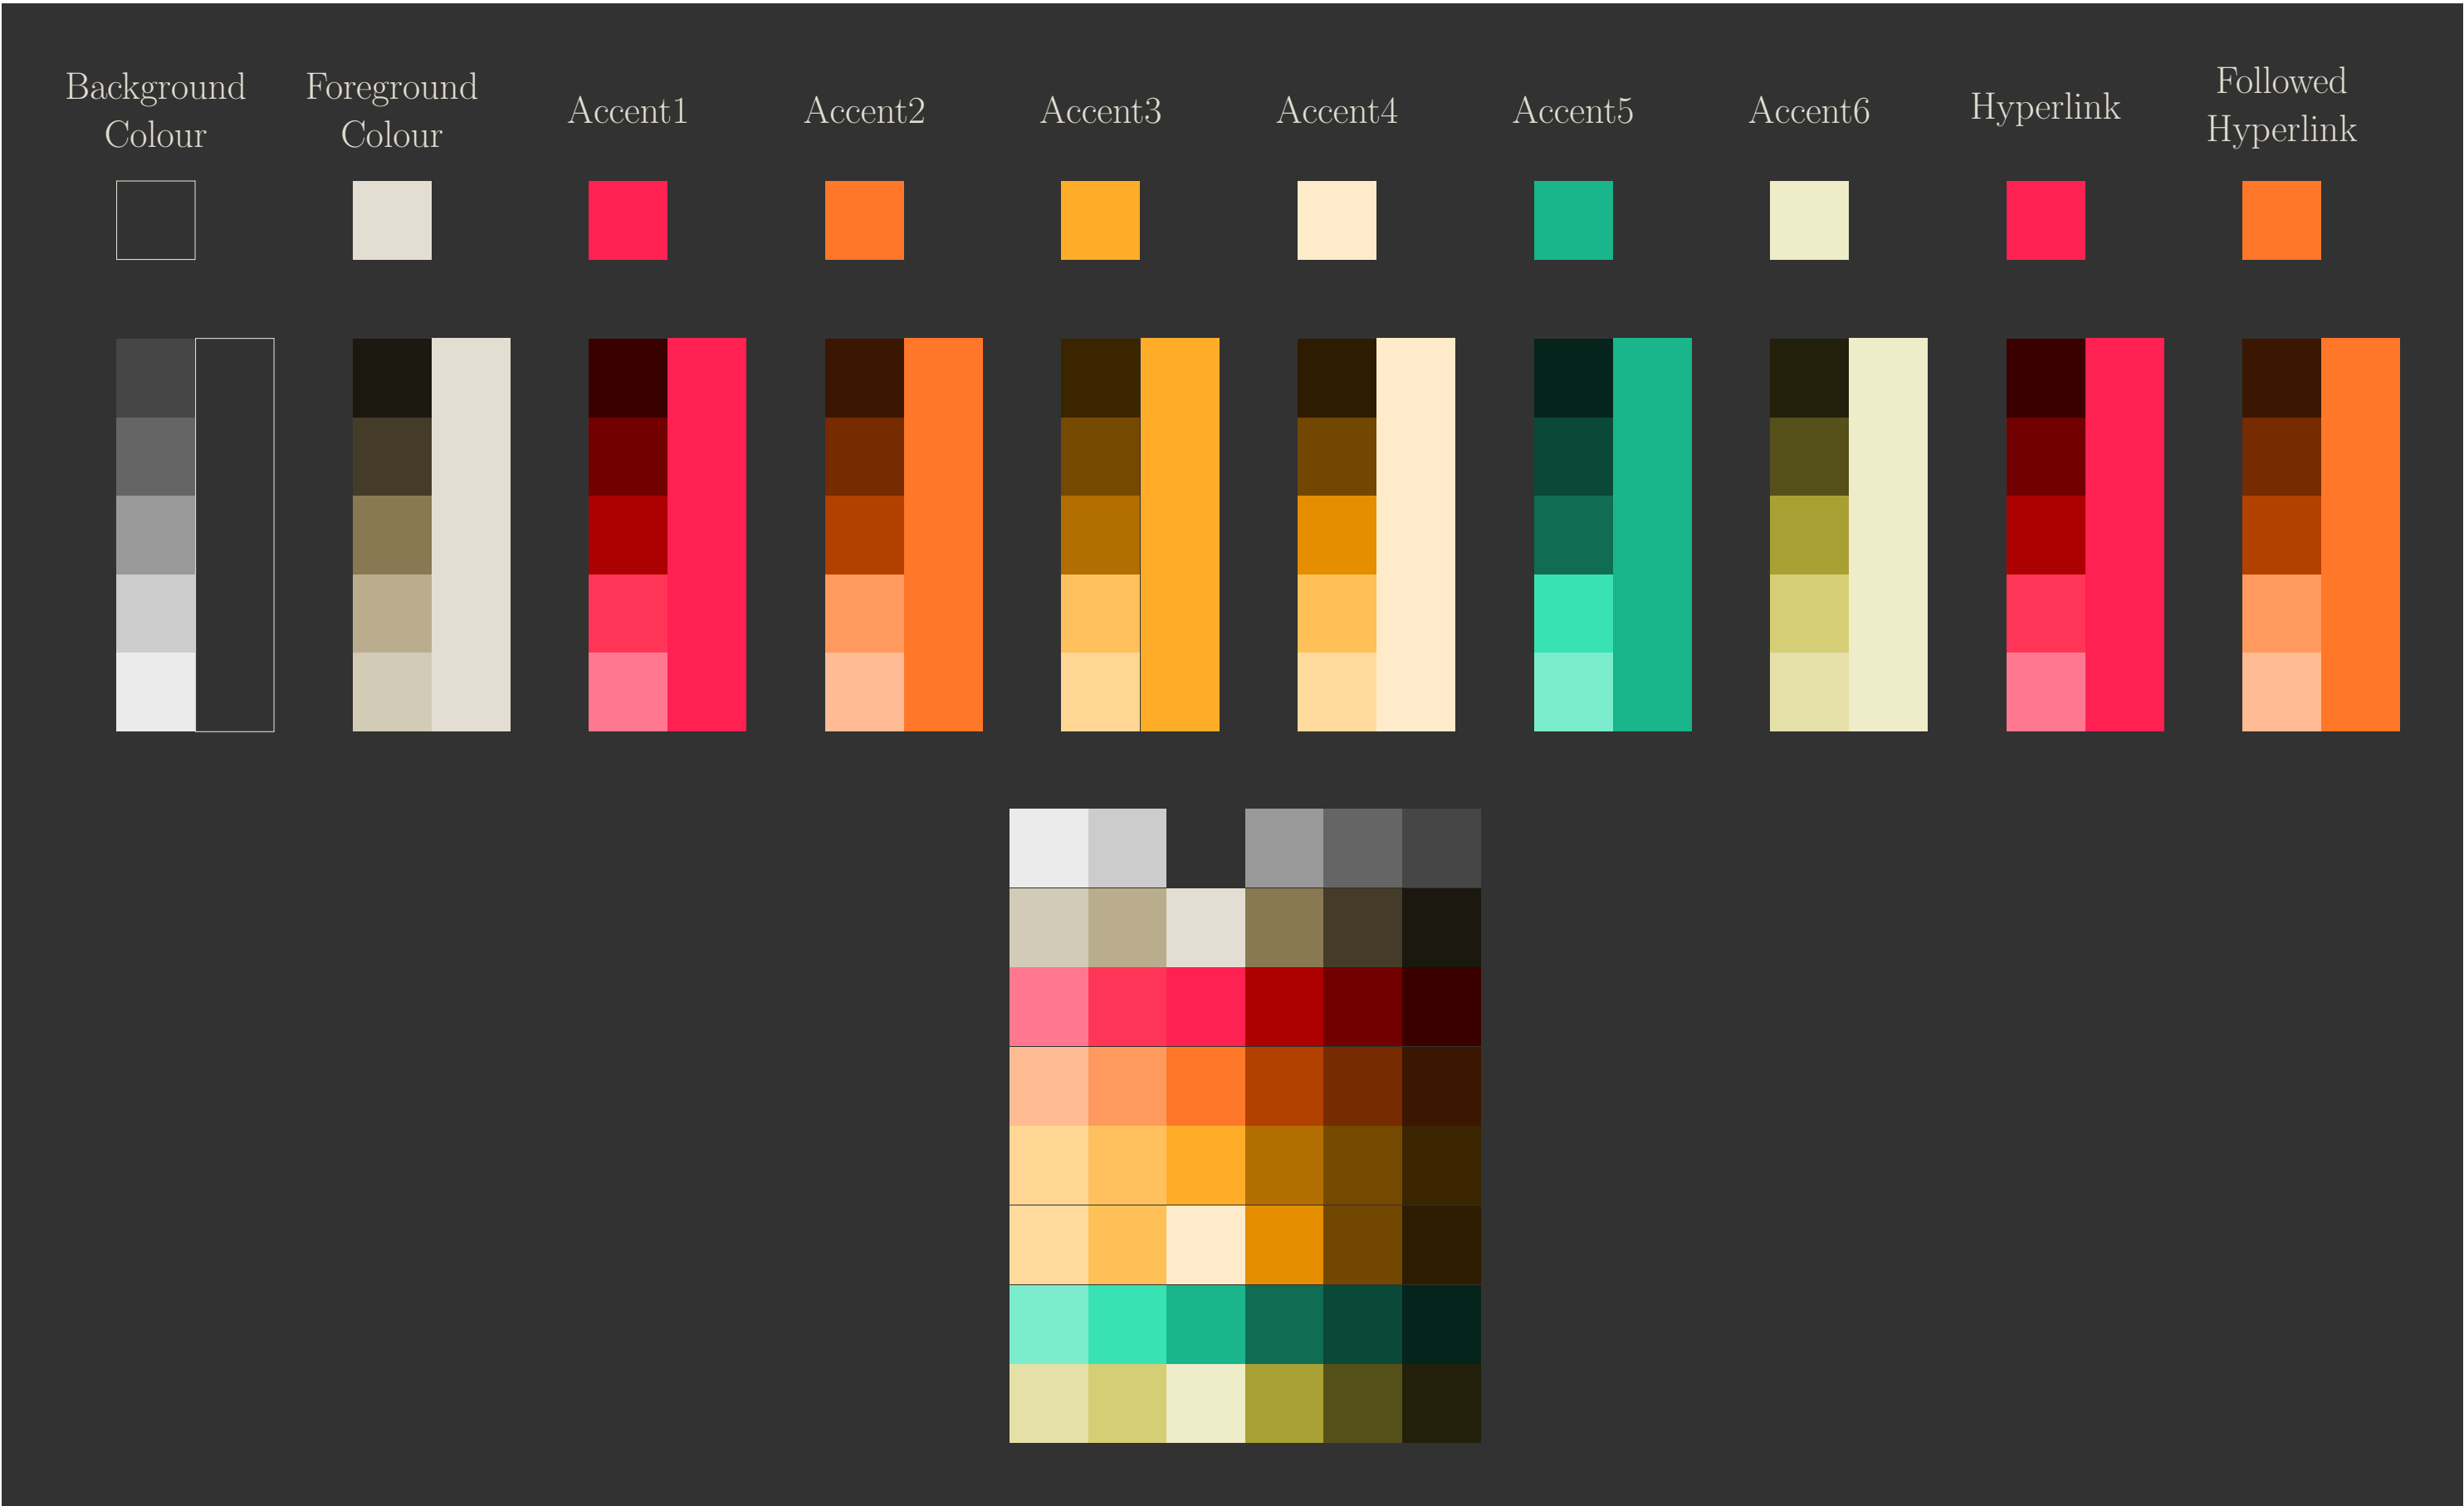 Background
Colour
Foreground
Colour
Accent1
Accent2
Accent3
Accent4
Accent5
Accent6
Hyperlink
Followed
Hyperlink